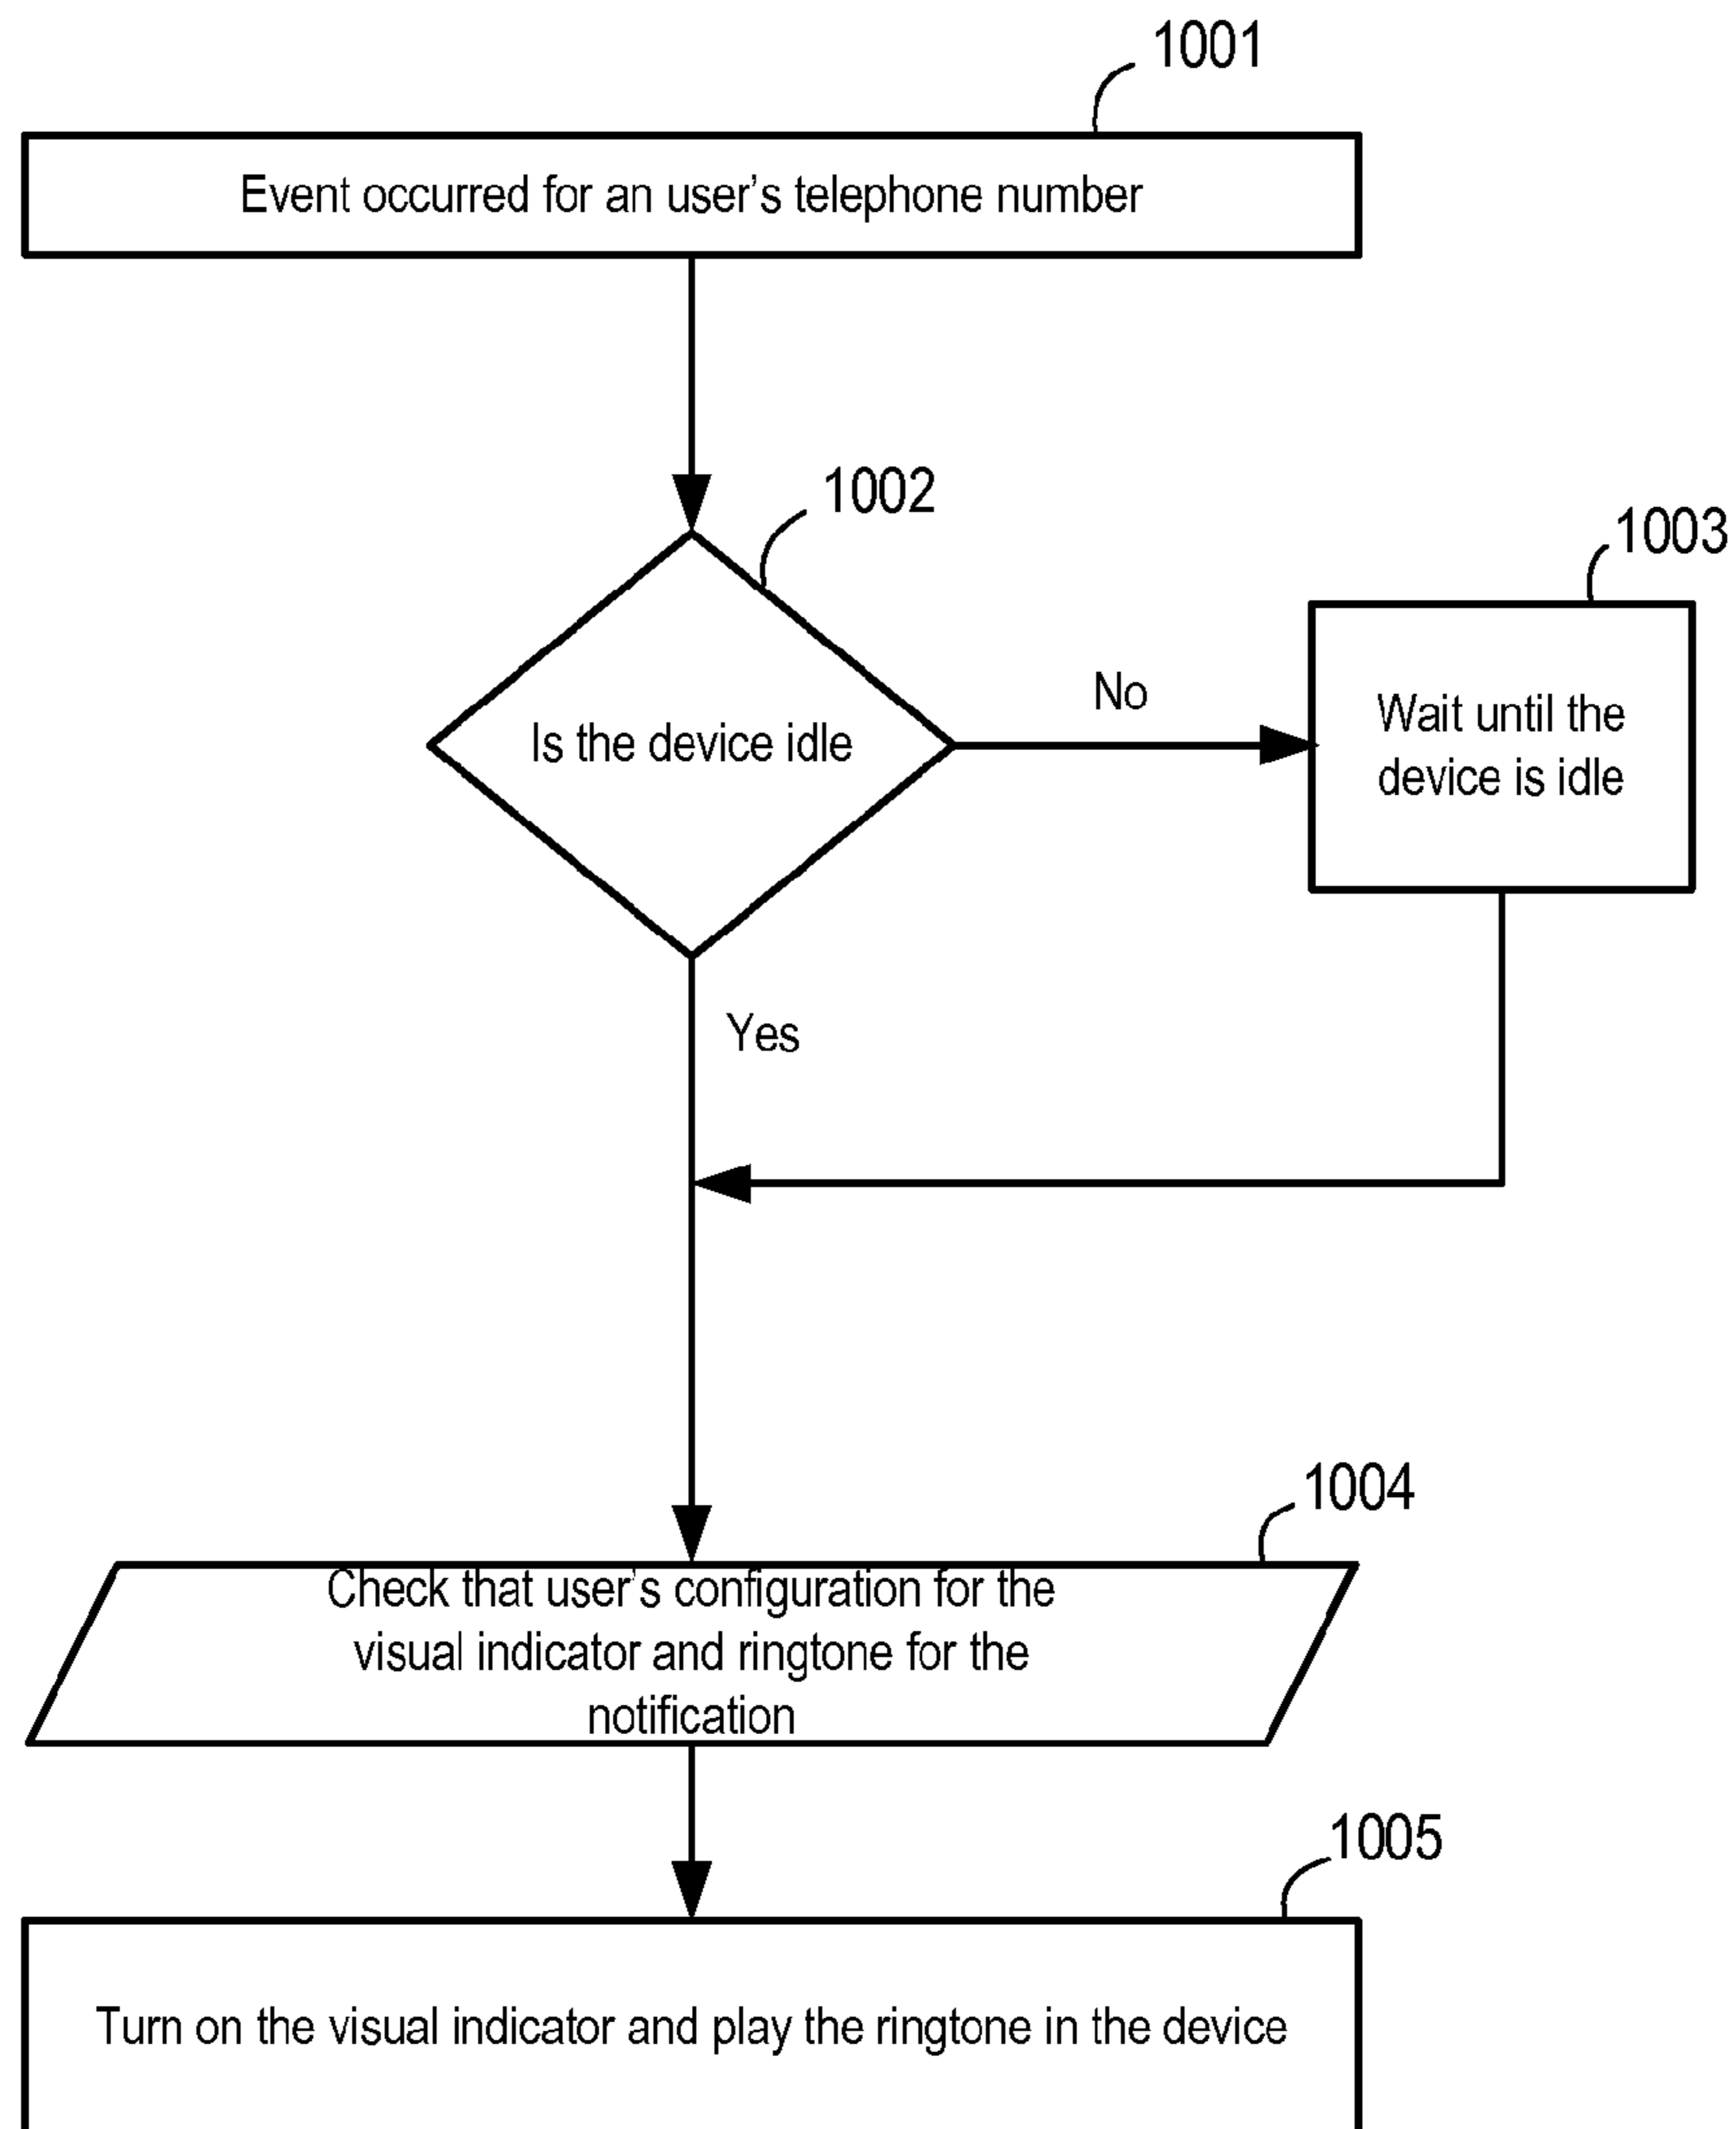 1001
Event occurred for an user's telephone number
1002
1003
Is the device idle
No
Wait until the
device is idle
Yes
1004
Check that user's configuration for the
visual indicator and ringtone for the
notification
1005
Turn on the visual indicator and play the ringtone in the device